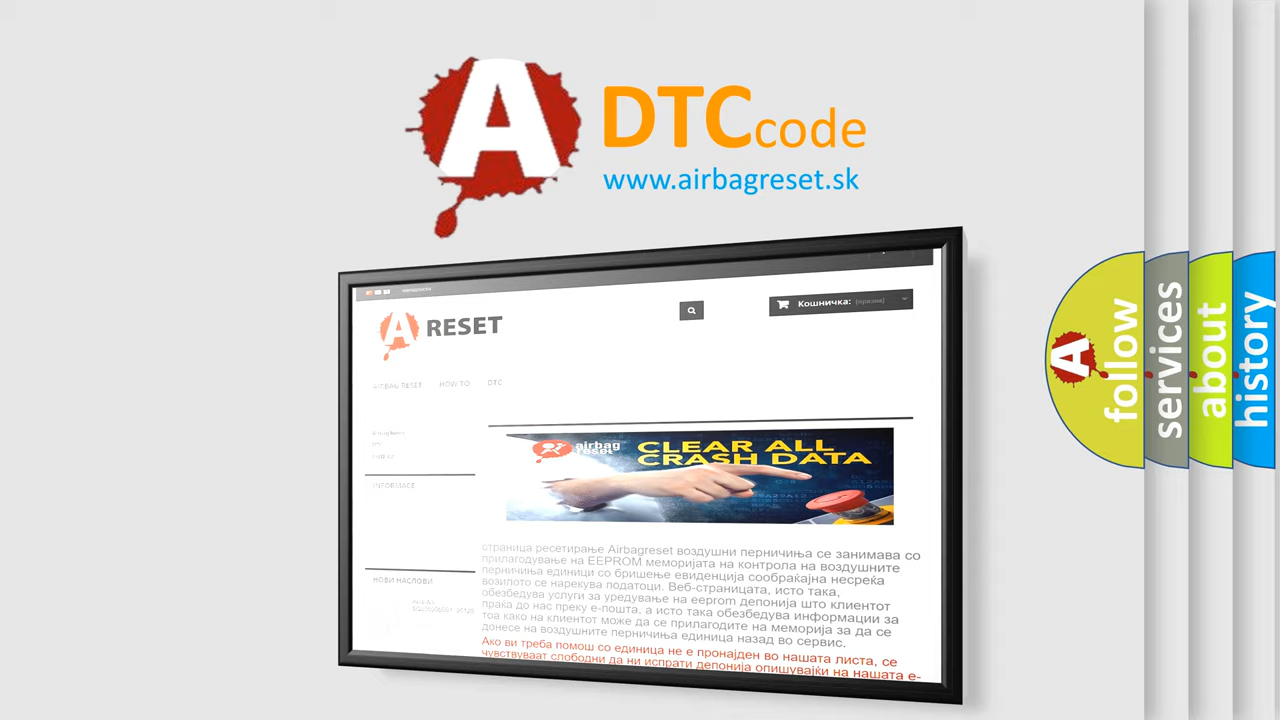 A DTC code
www.airbagreset.sk
A RESET
Кошничка: (празна)
AIRBAG RESET HOW TO DTC
INFORMACE
airbag reset
CLEAR ALL
CRASH DATA
НОВИ НАСЛОВИ
страница ресетирање Airbagreset воздушни перничиња се занимава со
прилагодување на EEPROM меморијата на контрола на воздушните
перничиња единици со бришење евиденција сообраќајна несреќа
возилото се нарекува податоци. Веб-страницата, исто така,
обезбедува услуги за уредување на eeprom депонија што клиентот
праќа до нас преку е-пошта, а исто така обезбедува информации за
тоа како на клиентот може да се прилагодите на меморија за да се
донесе на воздушните перничиња единица назад во сервис.
Ако ви треба помош со единица не е пронајден во нашата листа, се
чувствуваат слободни да ни испрати депонија опишувајќи на нашата е-
A follow
services
about
history